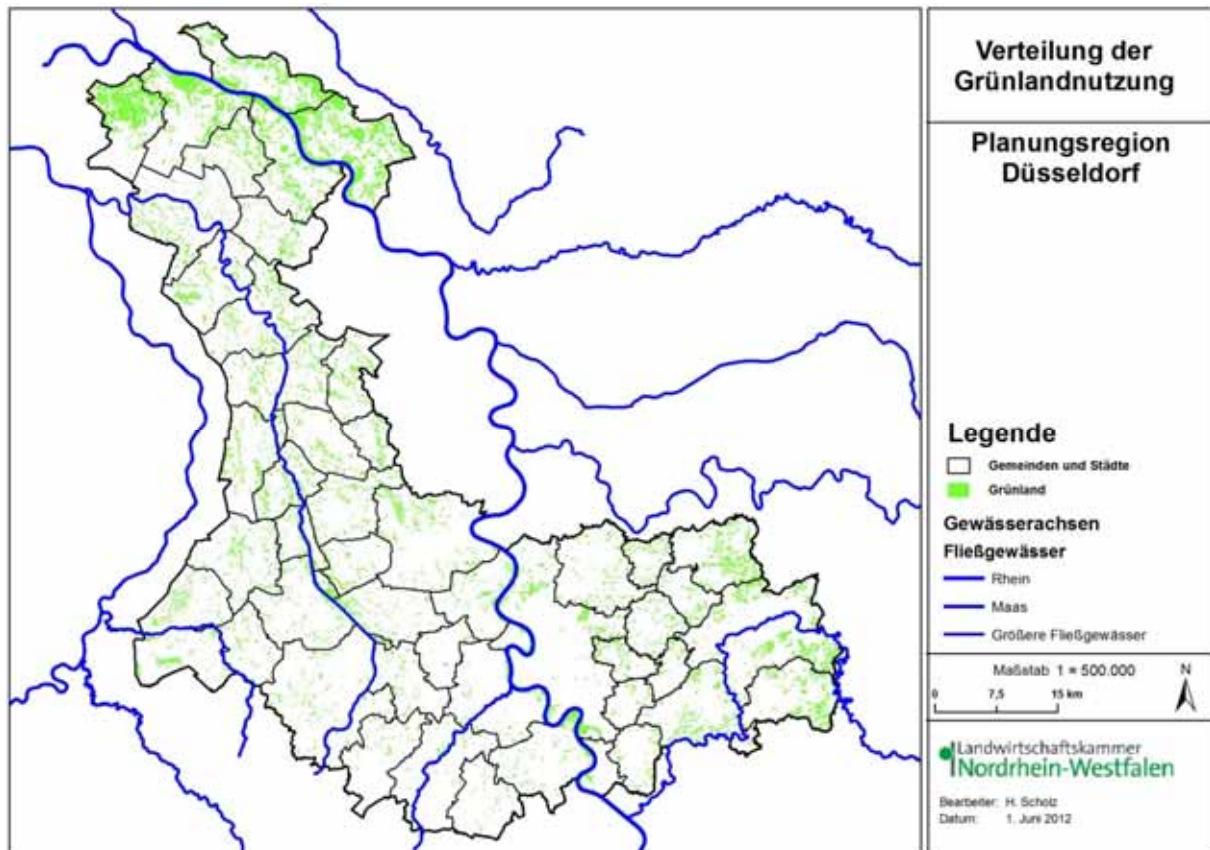 Verteilung der
Grünlandnutzung
Planungsregion
Düsseldorf
Legende
Gemeinden und Städte
Grünland
Gewässerachsen
Fließgewässer
Rhein
Maas
Größere Fließgewässer
Maßstab 1 = 500.000
N
0 7,5 15 km
Landwirtschaftskammer
Nordrhein-Westfalen
Bearbeiter: H. Scholz
Datum: 1. Juni 2012